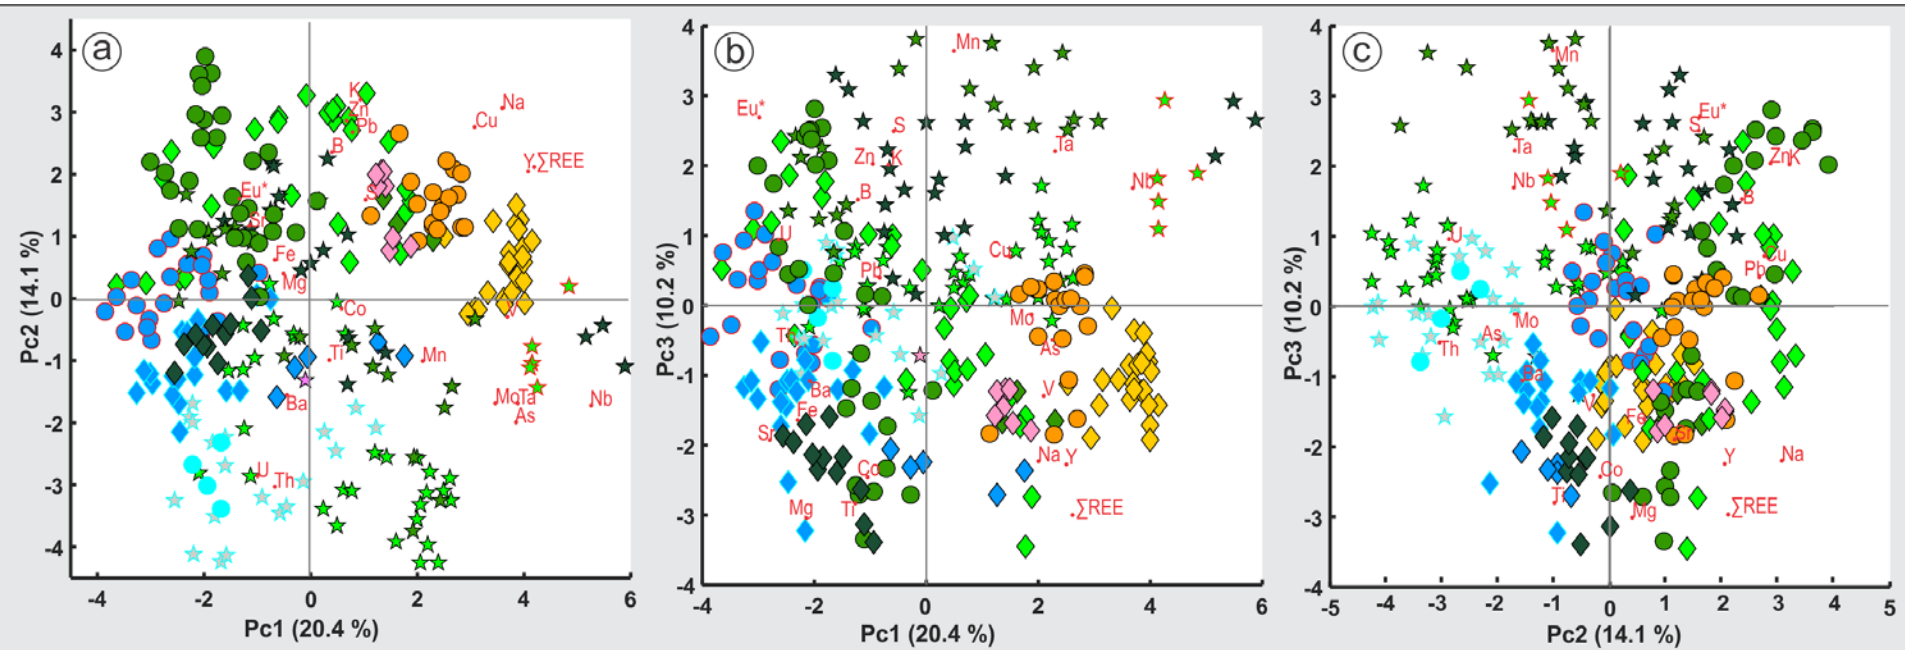 a
4
3
2
1
0
-1
-2
-3
-4
Pc2 (14.1 %)
K
Zn
Pb
B
Na
Cu
Y ∑REE
Eu*
Sr
S
Fe
Mg
Co
V
Ti
Mn
Ba
Mo Ta
As
Nb
U
Th
-4 -2 0 2 4 6
Pc1 (20.4 %)
b
4
3
2
1
0
-1
-2
-3
-4
Pc3 (10.2 %)
Mn
Eu*
S
Zn K
B
Ta
Nb
U
Cu
Pb
Mo
As
Th
Ba
Fe
V
Sr
Co
Na Y
Mg
Ti
∑REE
-4 -2 0 2 4 6
Pc1 (20.4 %)
c
4
3
2
1
0
-1
-2
-3
-4
Pc3 (10.2 %)
Mn
Eu*
S
Ta
Zn K
Nb
B
U
Cu
Pb
Mo
As
Th
Ba
V
Fe
Sr
Co
Y
Na
Ti
Mg
∑REE
-5 -4 -3 -2 -1 0 1 2 3 4 5
Pc2 (14.1 %)